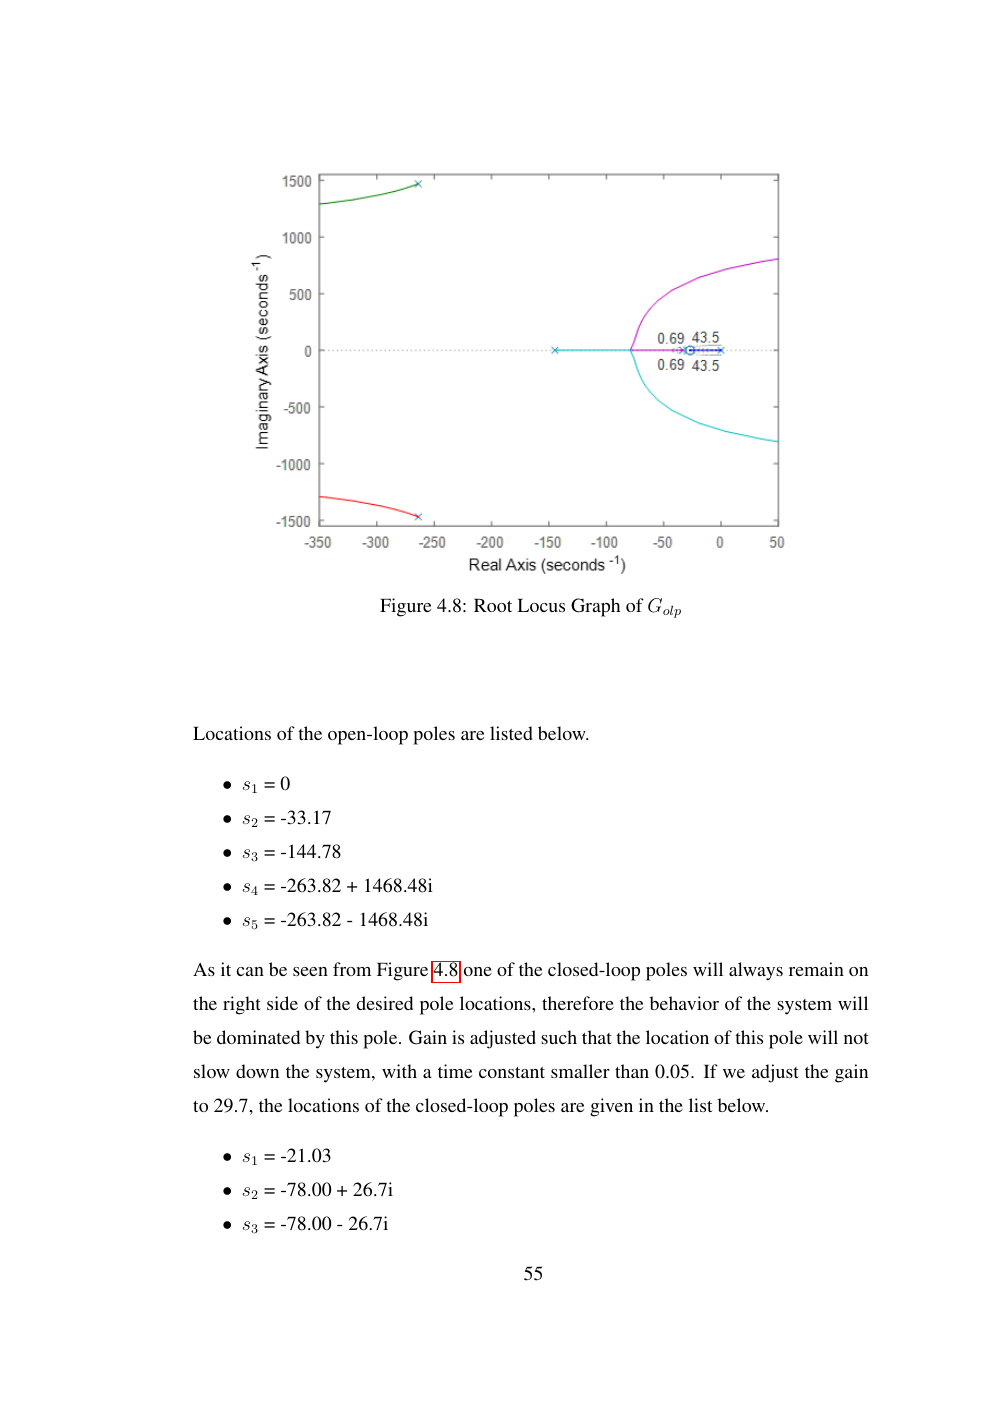 1500
1000
500
0
-500
-1000
-1500
Imaginary Axis (seconds⁻¹)
0.69 43.5
0.69 43.5
-350 -300 -250 -200 -150 -100 -50 0 50
Real Axis (seconds⁻¹)
Figure 4.8: Root Locus Graph of G_olp
Locations of the open-loop poles are listed below.
• s₁ = 0
• s₂ = -33.17
• s₃ = -144.78
• s₄ = -263.82 + 1468.48i
• s₅ = -263.82 - 1468.48i
As it can be seen from Figure 4.8 one of the closed-loop poles will always remain on
the right side of the desired pole locations, therefore the behavior of the system will
be dominated by this pole. Gain is adjusted such that the location of this pole will not
slow down the system, with a time constant smaller than 0.05. If we adjust the gain
to 29.7, the locations of the closed-loop poles are given in the list below.
• s₁ = -21.03
• s₂ = -78.00 + 26.7i
• s₃ = -78.00 - 26.7i
55